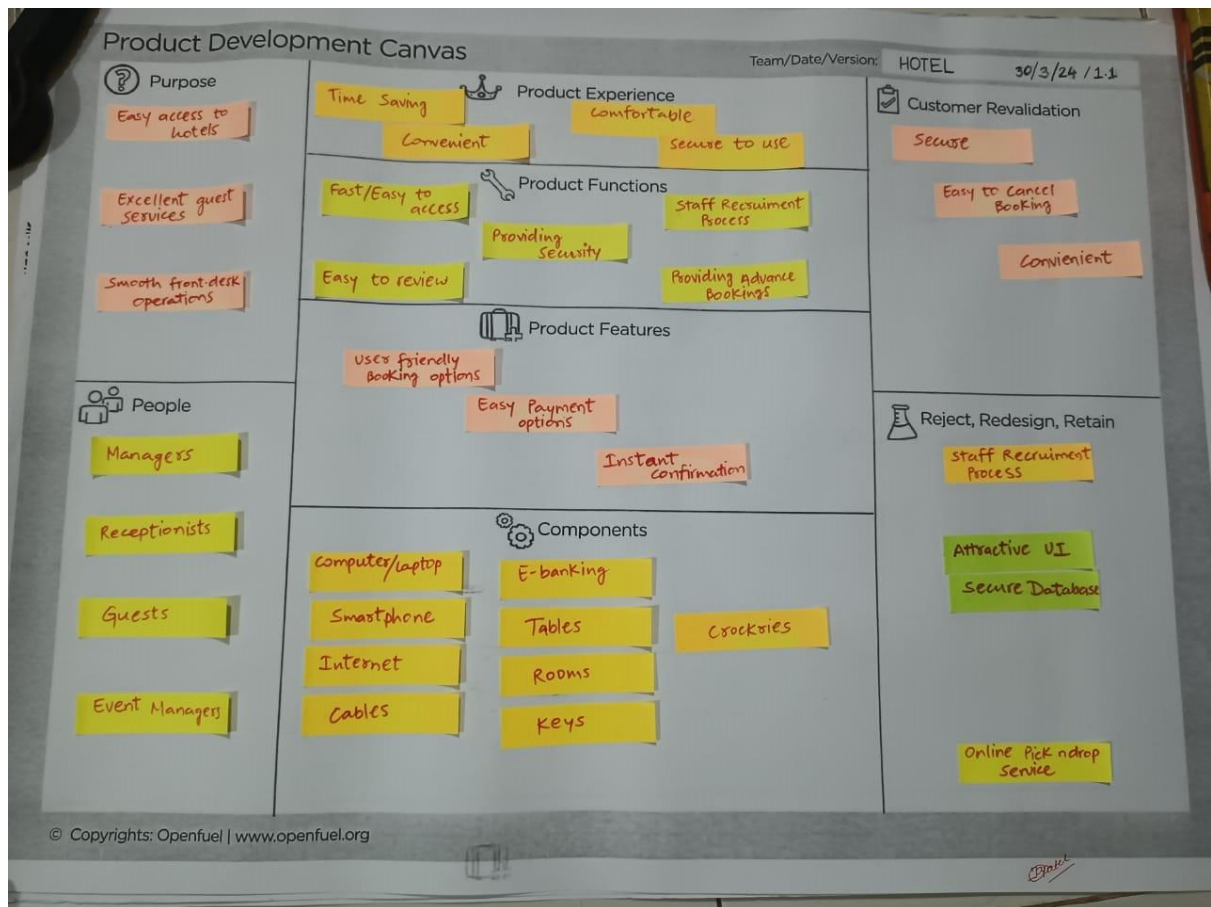 Product Development Canvas
Team/Date/Version:
HOTEL
30/3/24 / 1.1
Purpose
Easy access to
hotels
Excellent guest
services
Smooth front-desk
operations
People
Managers
Receptionists
Guests
Event Managers
Product Experience
Time Saving
Convenient
Comfortable
Secure to use
Product Functions
Fast/Easy to
access
Providing
Security
Staff Recruiment
Process
Easy to review
Providing Advance
Bookings
Product Features
User friendly
Booking options
Easy Payment
options
Instant
confirmation
Components
Computer/laptop
Smartphone
Internet
Cables
E-banking
Tables
Rooms
Keys
Crockries
Customer Revalidation
Secure
Easy to Cancel
Booking
Convienient
Reject, Redesign, Retain
Staff Recruiment
Process
Attractive UI
Secure Database
Online Pick n drop
Service
© Copyrights: Openfuel | www.openfuel.org